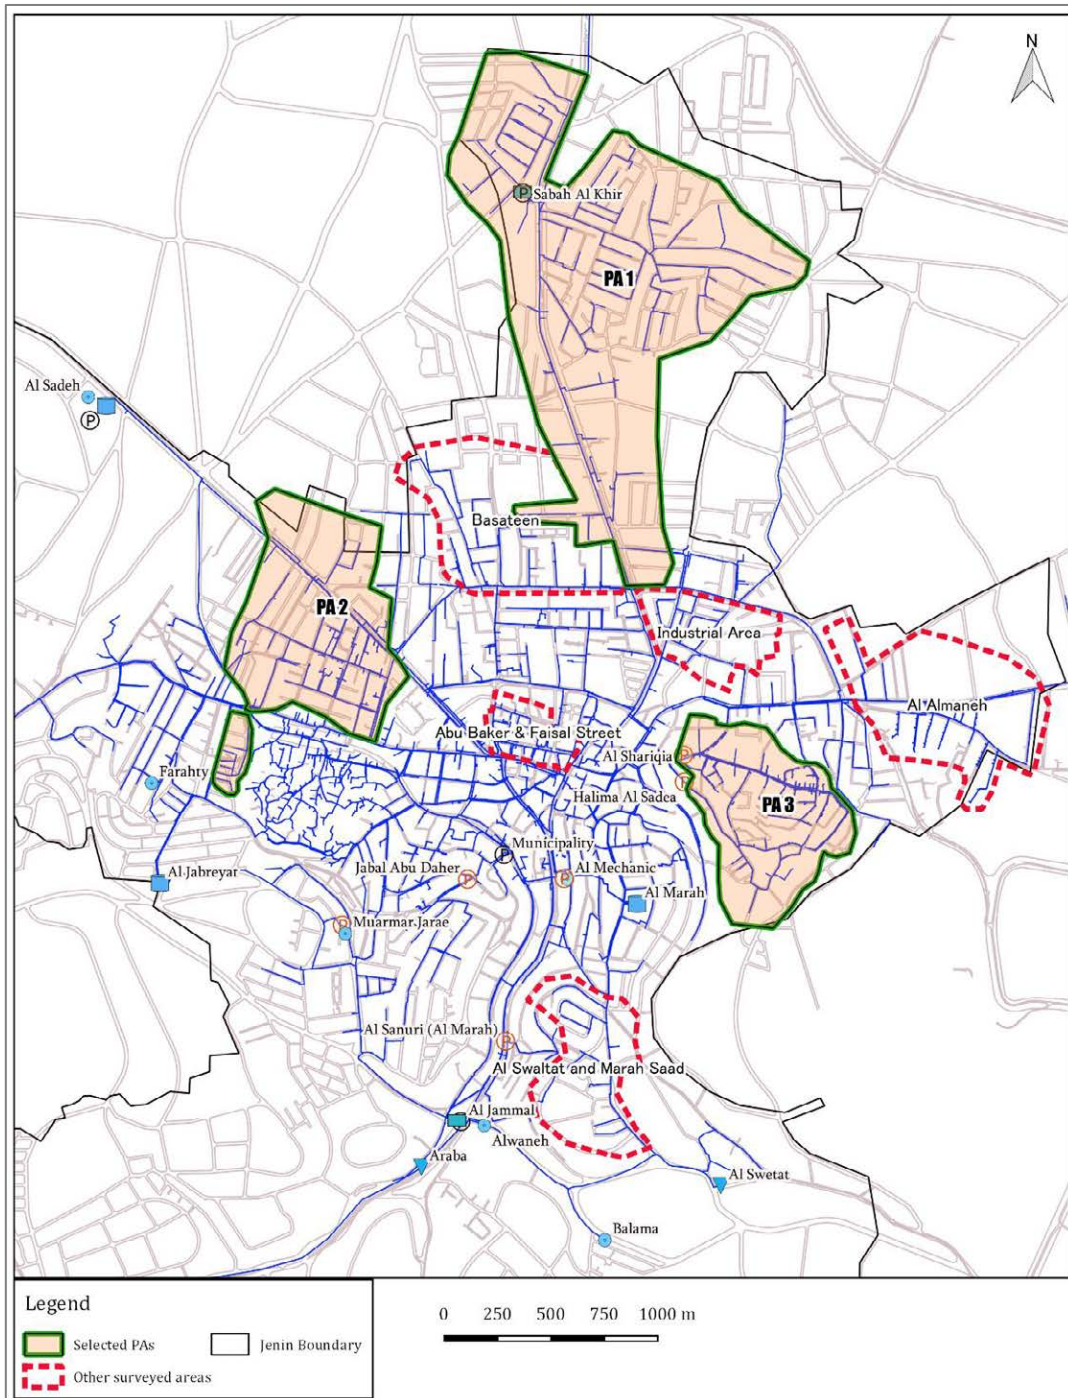 N
Sabah Al Khir
PA 1
Al Sadeh
P
Basateen
PA 2
Industrial Area
Al Almaneh
Abu Baker & Faisal Street
Al Shariqia
P
Farahty
Halima Al Sadea
PA 3
Municipality
P
Jabal Abu Daher
Al Mechanic
P
Al Jabreyar
Al Marah
Muarmar Jarae
Al Sanuri (Al Marah)
P
Al Swaltat and Marah Saad
Al Jammal
Alwaneh
Araba
Al Swetat
Balama
Legend
Selected PAs
Jenin Boundary
Other surveyed areas
0 250 500 750 1000 m